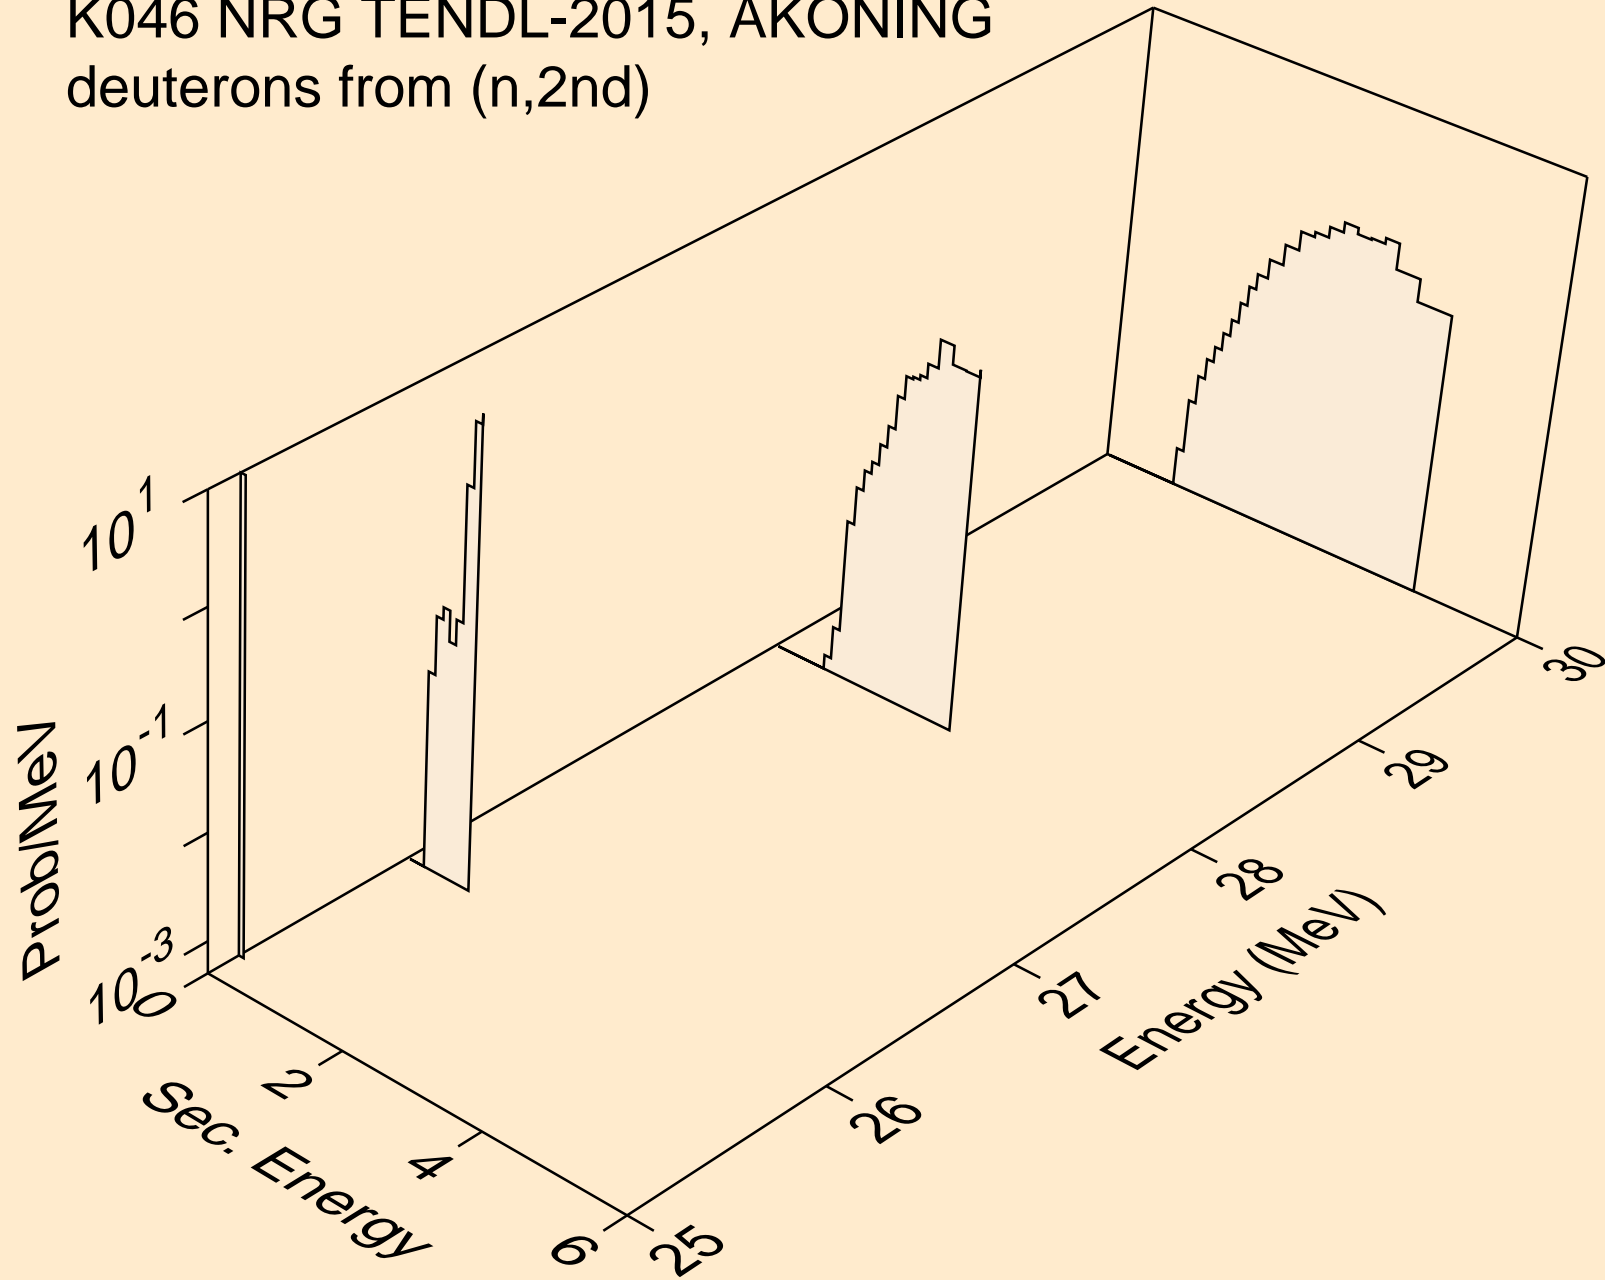 K046 NRG TENDL-2015, AKONING
deuterons from (n,2nd)
10^1
10^-1
10^-3
Prob/MeV
0
2
4
6
Sec. Energy
25
26
27
28
29
30
Energy (MeV)